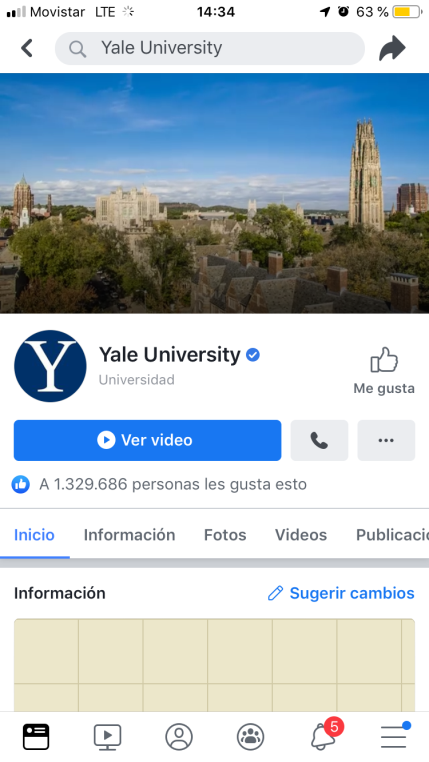 Movistar LTE 14:34 63 %
Yale University
Y
Yale University
Universidad
Me gusta
Ver video
A 1.329.686 personas les gusta esto
Inicio Información Fotos Videos Publicacio
Información Sugerir cambios
5